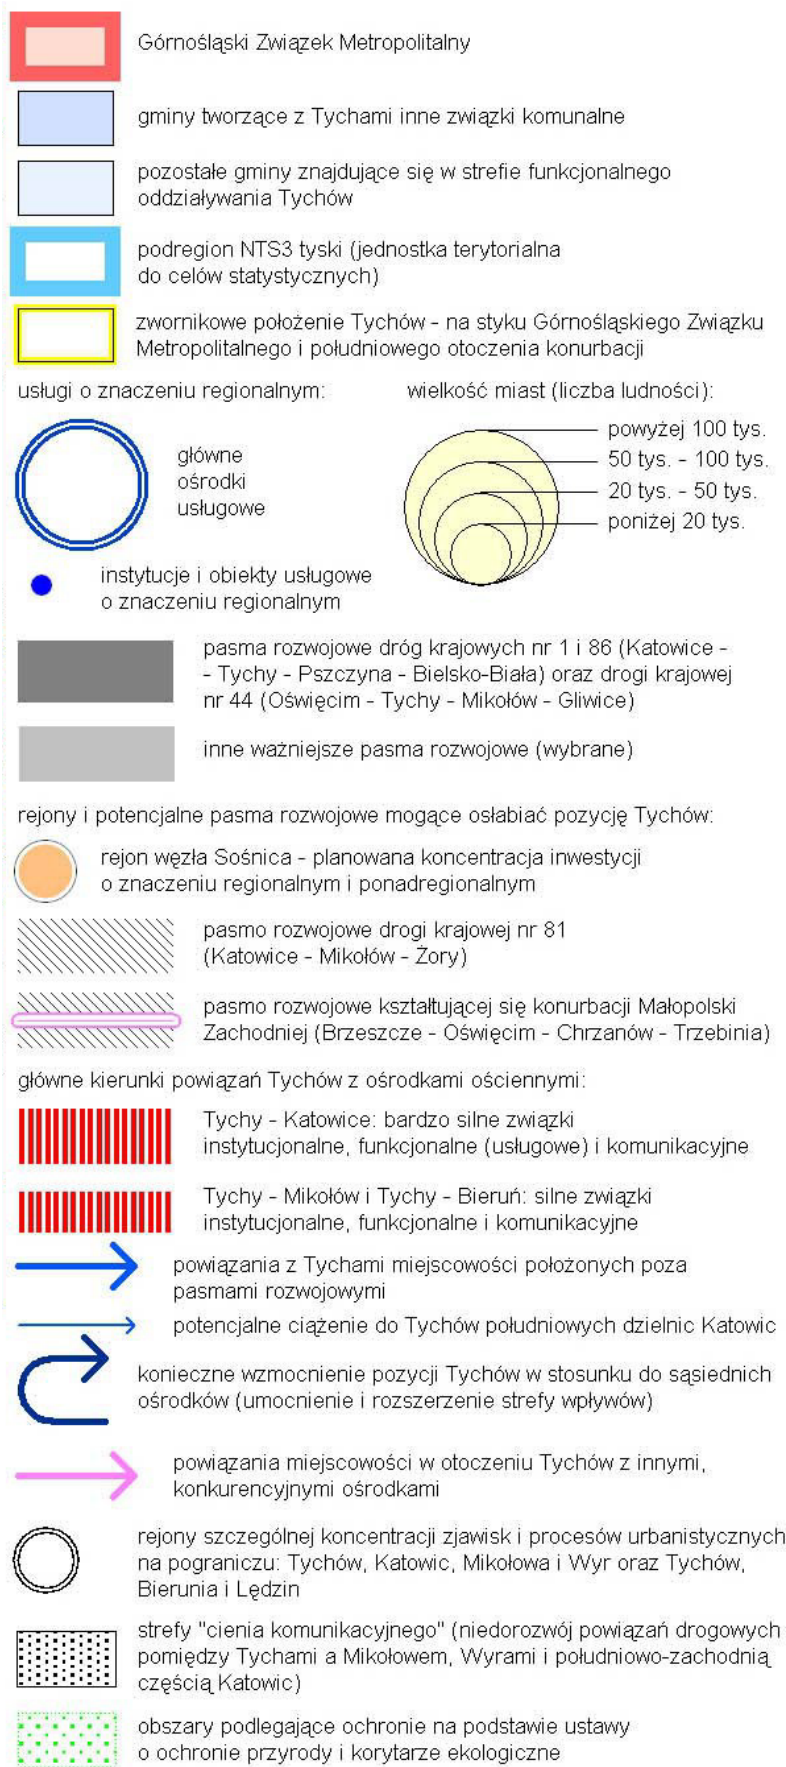 Górnośląski Związek Metropolitalny
gminy tworzące z Tychami inne związki komunalne
pozostałe gminy znajdujące się w strefie funkcjonalnego
oddziaływania Tychów
podregion NTS3 tyski (jednostka terytorialna
do celów statystycznych)
zwornikowe położenie Tychów - na styku Górnośląskiego Związku
Metropolitalnego i południowego otoczenia konurbacji
usługi o znaczeniu regionalnym:
główne
ośrodki
usługowe
instytucje i obiekty usługowe
o znaczeniu regionalnym
wielkość miast (liczba ludności):
powyżej 100 tys.
50 tys. - 100 tys.
20 tys. - 50 tys.
poniżej 20 tys.
pasma rozwojowe dróg krajowych nr 1 i 86 (Katowice -
- Tychy - Pszczyna - Bielsko-Biała) oraz drogi krajowej
nr 44 (Oświęcim - Tychy - Mikołów - Gliwice)
inne ważniejsze pasma rozwojowe (wybrane)
rejony i potencjalne pasma rozwojowe mogące osłabiać pozycję Tychów:
rejon węzła Sośnica - planowana koncentracja inwestycji
o znaczeniu regionalnym i ponadregionalnym
pasmo rozwojowe drogi krajowej nr 81
(Katowice - Mikołów - Żory)
pasmo rozwojowe kształtującej się konurbacji Małopolski
Zachodniej (Brzeszcze - Oświęcim - Chrzanów - Trzebinia)
główne kierunki powiązań Tychów z ośrodkami ościennymi:
Tychy - Katowice: bardzo silne związki
instytucjonalne, funkcjonalne (usługowe) i komunikacyjne
Tychy - Mikołów i Tychy - Bieruń: silne związki
instytucjonalne, funkcjonalne i komunikacyjne
powiązania z Tychami miejscowości położonych poza
pasmami rozwojowymi
potencjalne ciążenie do Tychów południowych dzielnic Katowic
konieczne wzmocnienie pozycji Tychów w stosunku do sąsiednich
ośrodków (umocnienie i rozszerzenie strefy wpływów)
powiązania miejscowości w otoczeniu Tychów z innymi,
konkurencyjnymi ośrodkami
rejony szczególnej koncentracji zjawisk i procesów urbanistycznych
na pograniczu: Tychów, Katowic, Mikołowa i Wyr oraz Tychów,
Bierunia i Lędzin
strefy "cienia komunikacyjnego" (niedorozwój powiązań drogowych
pomiędzy Tychami a Mikołowem, Wyrami i południowo-zachodnią
częścią Katowic)
obszary podlegające ochronie na podstawie ustawy
o ochronie przyrody i korytarze ekologiczne